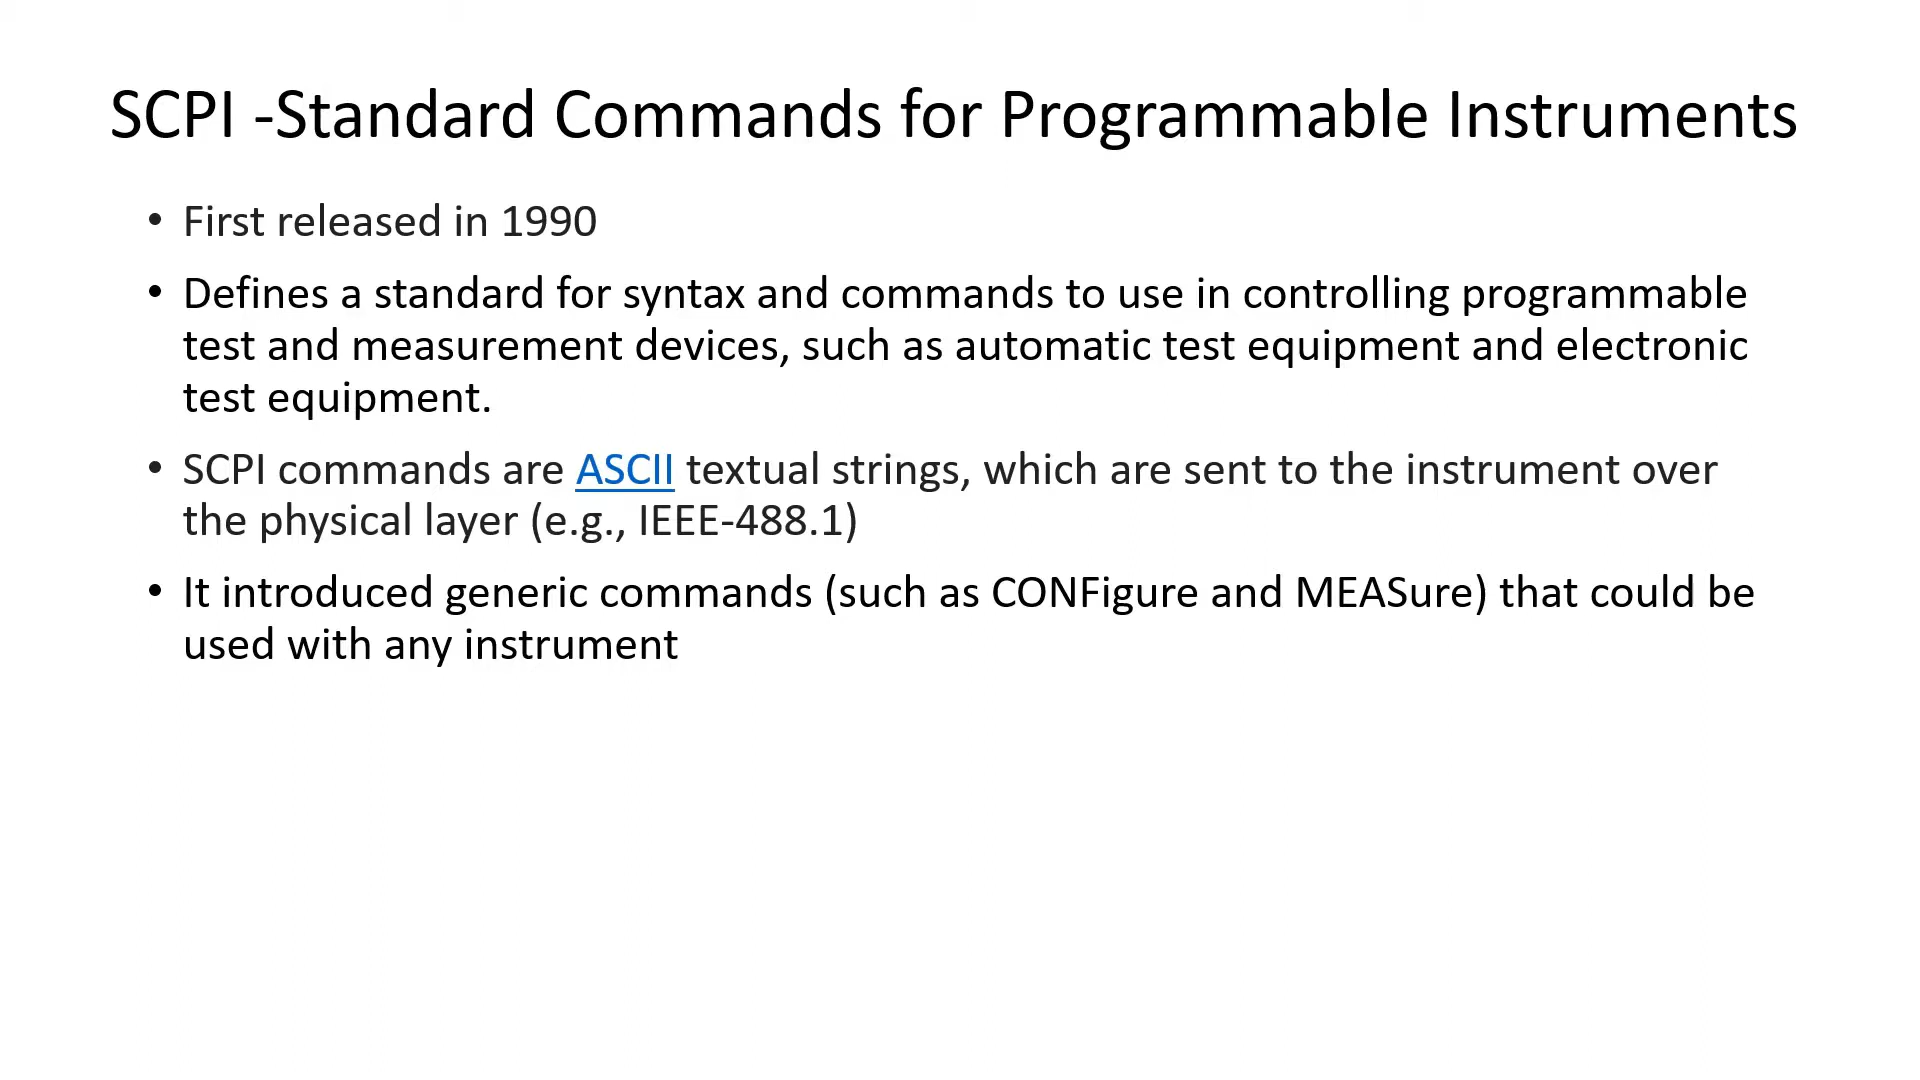 SCPI -Standard Commands for Programmable Instruments
• First released in 1990
• Defines a standard for syntax and commands to use in controlling programmable
test and measurement devices, such as automatic test equipment and electronic
test equipment.
• SCPI commands are ASCII textual strings, which are sent to the instrument over
the physical layer (e.g., IEEE-488.1)
• It introduced generic commands (such as CONFigure and MEASure) that could be
used with any instrument